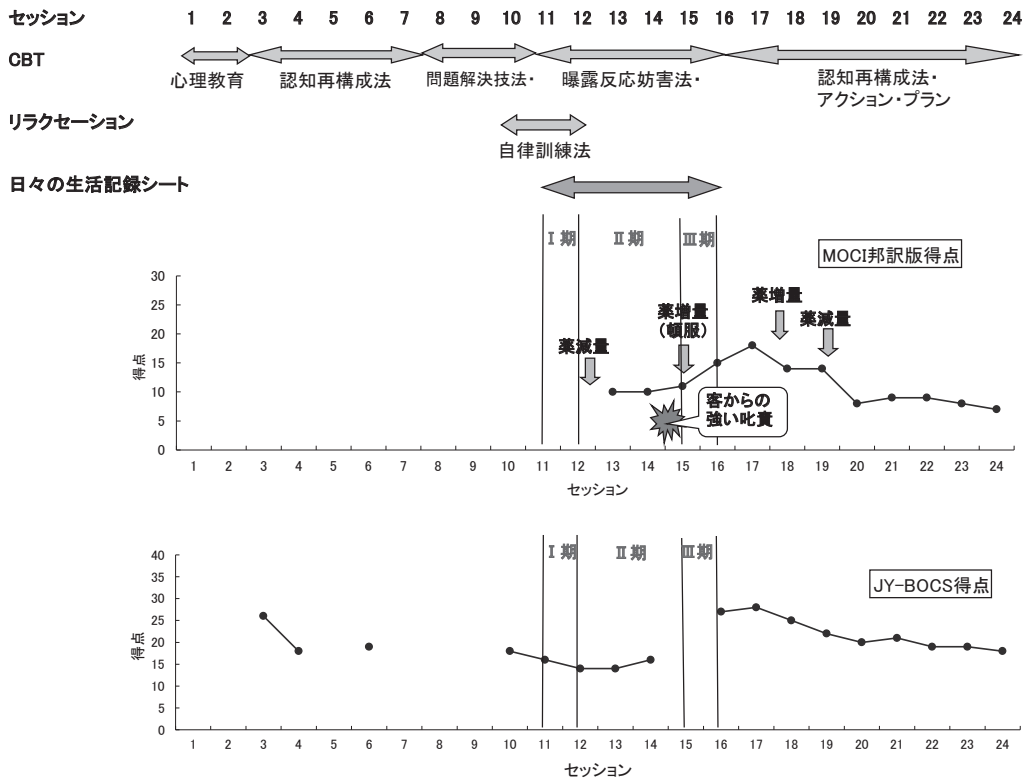 セッション 1 2 3 4 5 6 7 8 9 10 11 12 13 14 15 16 17 18 19 20 21 22 23 24
CBT
心理教育 認知再構成法 問題解決技法・ 曝露反応妨害法・ 認知再構成法・
アクション・プラン
リラクセーション
自律訓練法
日々の生活記録シート
Ⅰ期 Ⅱ期 Ⅲ期
MOCI邦訳版得点
30
25
20
15
10
5
0
得点
薬減量
薬増量
(頓服)
薬増量
薬減量
客からの
強い叱責
1 2 3 4 5 6 7 8 9 10 11 12 13 14 15 16 17 18 19 20 21 22 23 24
セッション
Ⅰ期 Ⅱ期 Ⅲ期
JY-BOCS得点
40
35
30
25
20
15
10
5
0
得点
1 2 3 4 5 6 7 8 9 10 11 12 13 14 15 16 17 18 19 20 21 22 23 24
セッション